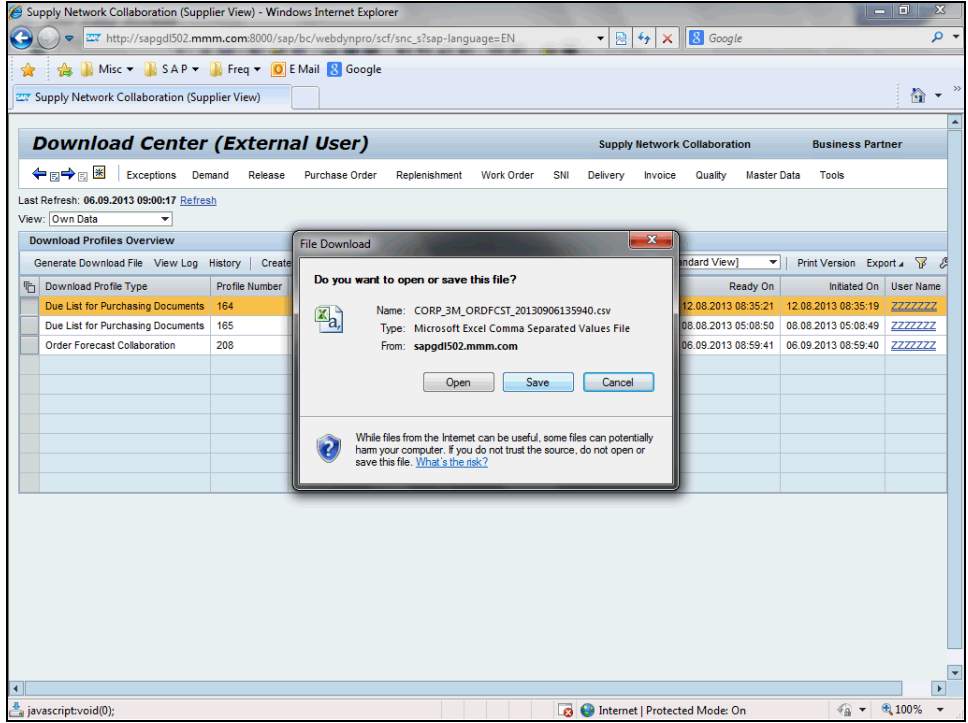 Supply Network Collaboration (Supplier View) - Windows Internet Explorer
http://sapgdl502.mmm.com:8000/sap/bc/webdynpro/scf/snc_s?sap-language=EN
Google
Misc SAP Freq E Mail Google
Supply Network Collaboration (Supplier View)
Download Center (External User) Supply Network Collaboration Business Partner
Exceptions Demand Release Purchase Order Replenishment Work Order SNI Delivery Invoice Quality Master Data Tools
Last Refresh: 06.09.2013 09:00:17 Refresh
View: Own Data
Download Profiles Overview
Generate Download File View Log History Create andard View] Print Version Export
Download Profile Type Profile Number Ready On Initiated On User Name
Due List for Purchasing Documents 164 12.08.2013 08:35:21 12.08.2013 08:35:19 ZZZZZZZ
Due List for Purchasing Documents 165 08.08.2013 05:08:50 08.08.2013 05:08:49 ZZZZZZZ
Order Forecast Collaboration 208 06.09.2013 08:59:41 06.09.2013 08:59:40 ZZZZZZZ
File Download
Do you want to open or save this file?
Name: CORP_3M_ORDFCST_20130906135940.csv
Type: Microsoft Excel Comma Separated Values File
From: sapgdl502.mmm.com
Open Save Cancel
While files from the Internet can be useful, some files can potentially
harm your computer. If you do not trust the source, do not open or
save this file. What's the risk?
javascript:void(0); Internet | Protected Mode: On 100%